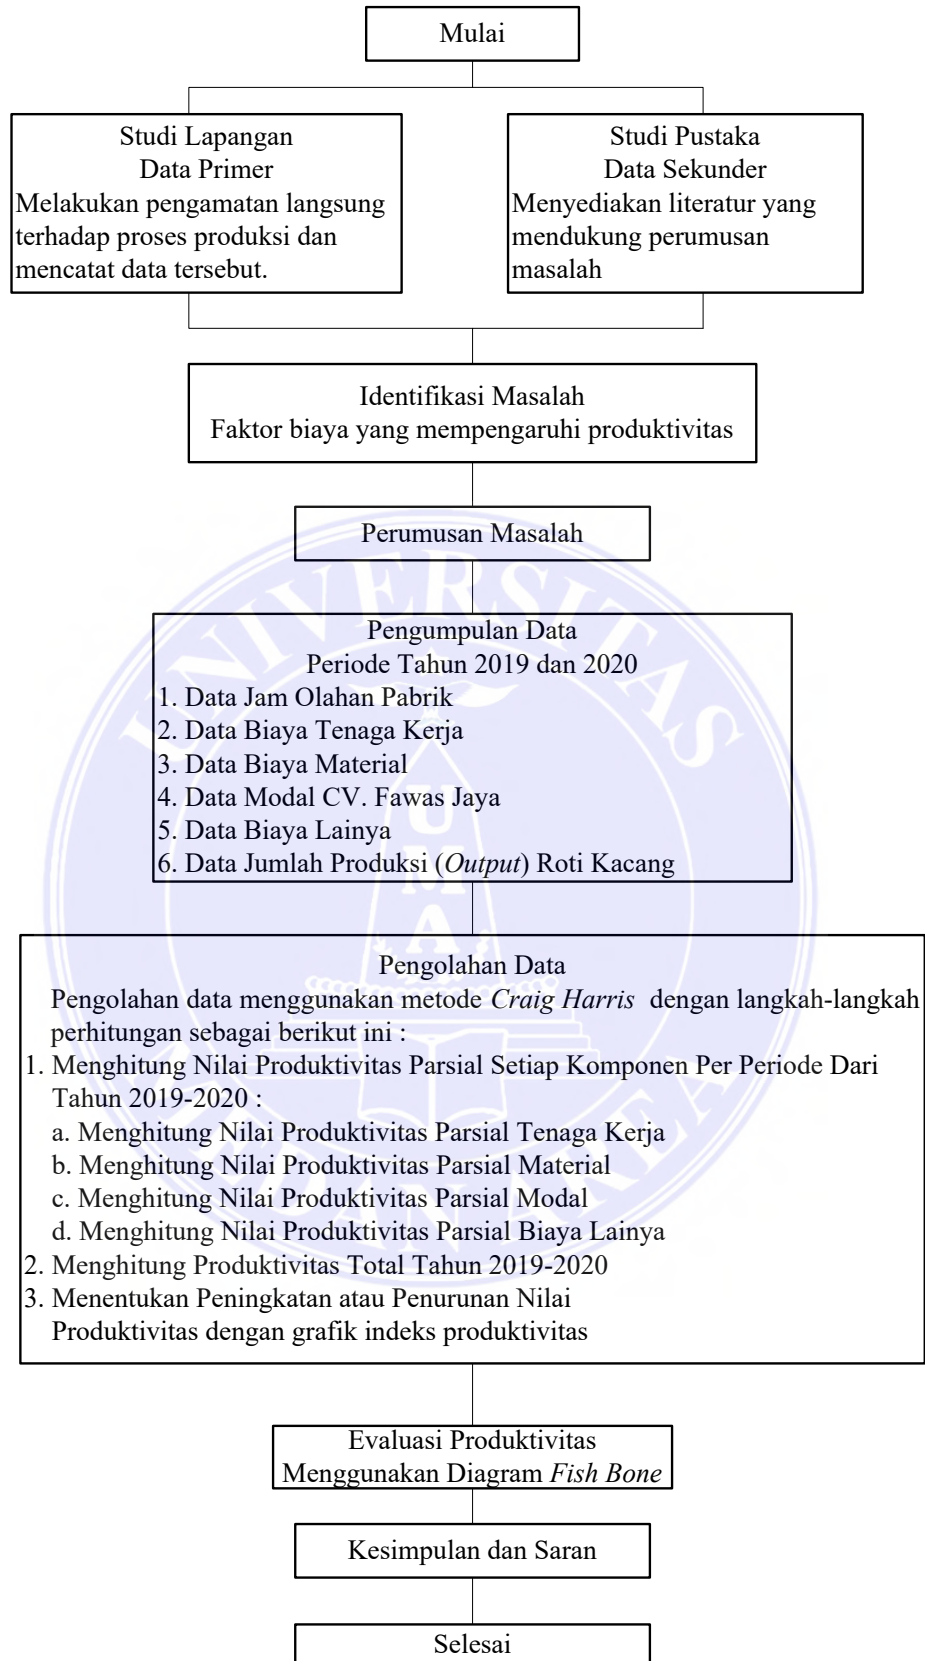 Mulai
Studi Lapangan
Data Primer
Melakukan pengamatan langsung
terhadap proses produksi dan
mencatat data tersebut.
Studi Pustaka
Data Sekunder
Menyediakan literatur yang
mendukung perumusan
masalah
Identifikasi Masalah
Faktor biaya yang mempengaruhi produktivitas
Perumusan Masalah
Pengumpulan Data
Periode Tahun 2019 dan 2020
1. Data Jam Olahan Pabrik
2. Data Biaya Tenaga Kerja
3. Data Biaya Material
4. Data Modal CV. Fawas Jaya
5. Data Biaya Lainya
6. Data Jumlah Produksi (Output) Roti Kacang
Pengolahan Data
Pengolahan data menggunakan metode Craig Harris dengan langkah-langkah
perhitungan sebagai berikut ini :
1. Menghitung Nilai Produktivitas Parsial Setiap Komponen Per Periode Dari
Tahun 2019-2020 :
a. Menghitung Nilai Produktivitas Parsial Tenaga Kerja
b. Menghitung Nilai Produktivitas Parsial Material
c. Menghitung Nilai Produktivitas Parsial Modal
d. Menghitung Nilai Produktivitas Parsial Biaya Lainya
2. Menghitung Produktivitas Total Tahun 2019-2020
3. Menentukan Peningkatan atau Penurunan Nilai
Produktivitas dengan grafik indeks produktivitas
Evaluasi Produktivitas
Menggunakan Diagram Fish Bone
Kesimpulan dan Saran
Selesai
UNIVERSITAS
MEDAN AREA
U
M
A